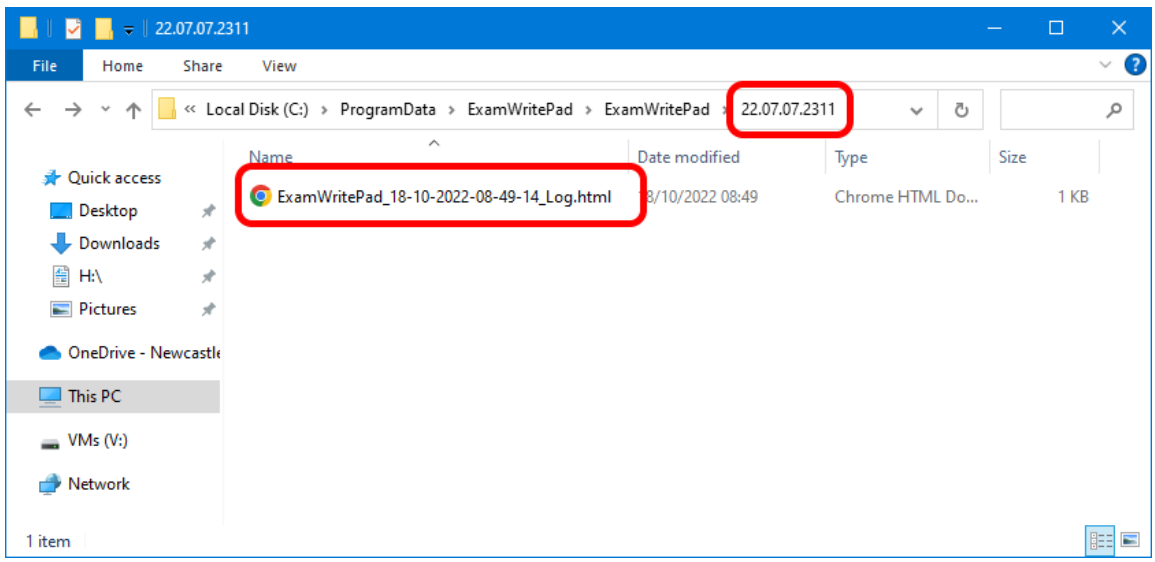 22.07.07.2311
File Home Share View
« Local Disk (C:) > ProgramData > ExamWritePad > ExamWritePad > 22.07.07.2311
Name Date modified Type Size
ExamWritePad_18-10-2022-08-49-14_Log.html 18/10/2022 08:49 Chrome HTML Do... 1 KB
Quick access
Desktop
Downloads
H:\
Pictures
OneDrive - Newcastle
This PC
VMs (V:)
Network
1 item